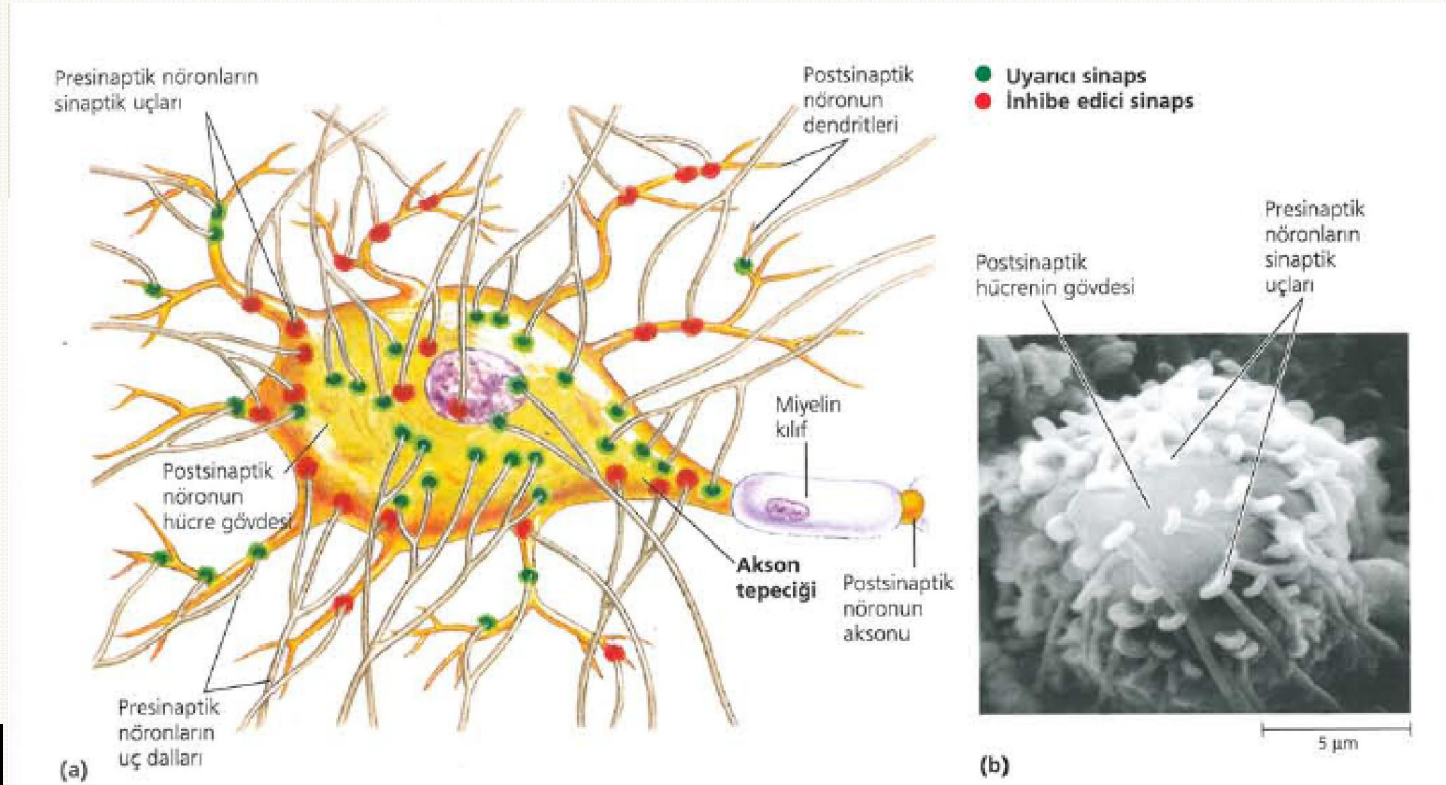 Presinaptik nöronların
sinaptik uçları
Postsinaptik
nöronun
dendritleri
Uyarıcı sinaps
İnhibe edici sinaps
Presinaptik
nöronların
sinaptik
uçları
Postsinaptik
hücrenin gövdesi
Miyelin
kılıf
Postsinaptik
nöronun
hücre gövdesi
Akson
tepeciği
Postsinaptik
nöronun
aksonu
Presinaptik
nöronların
uç dalları
(a)
5 µm
(b)